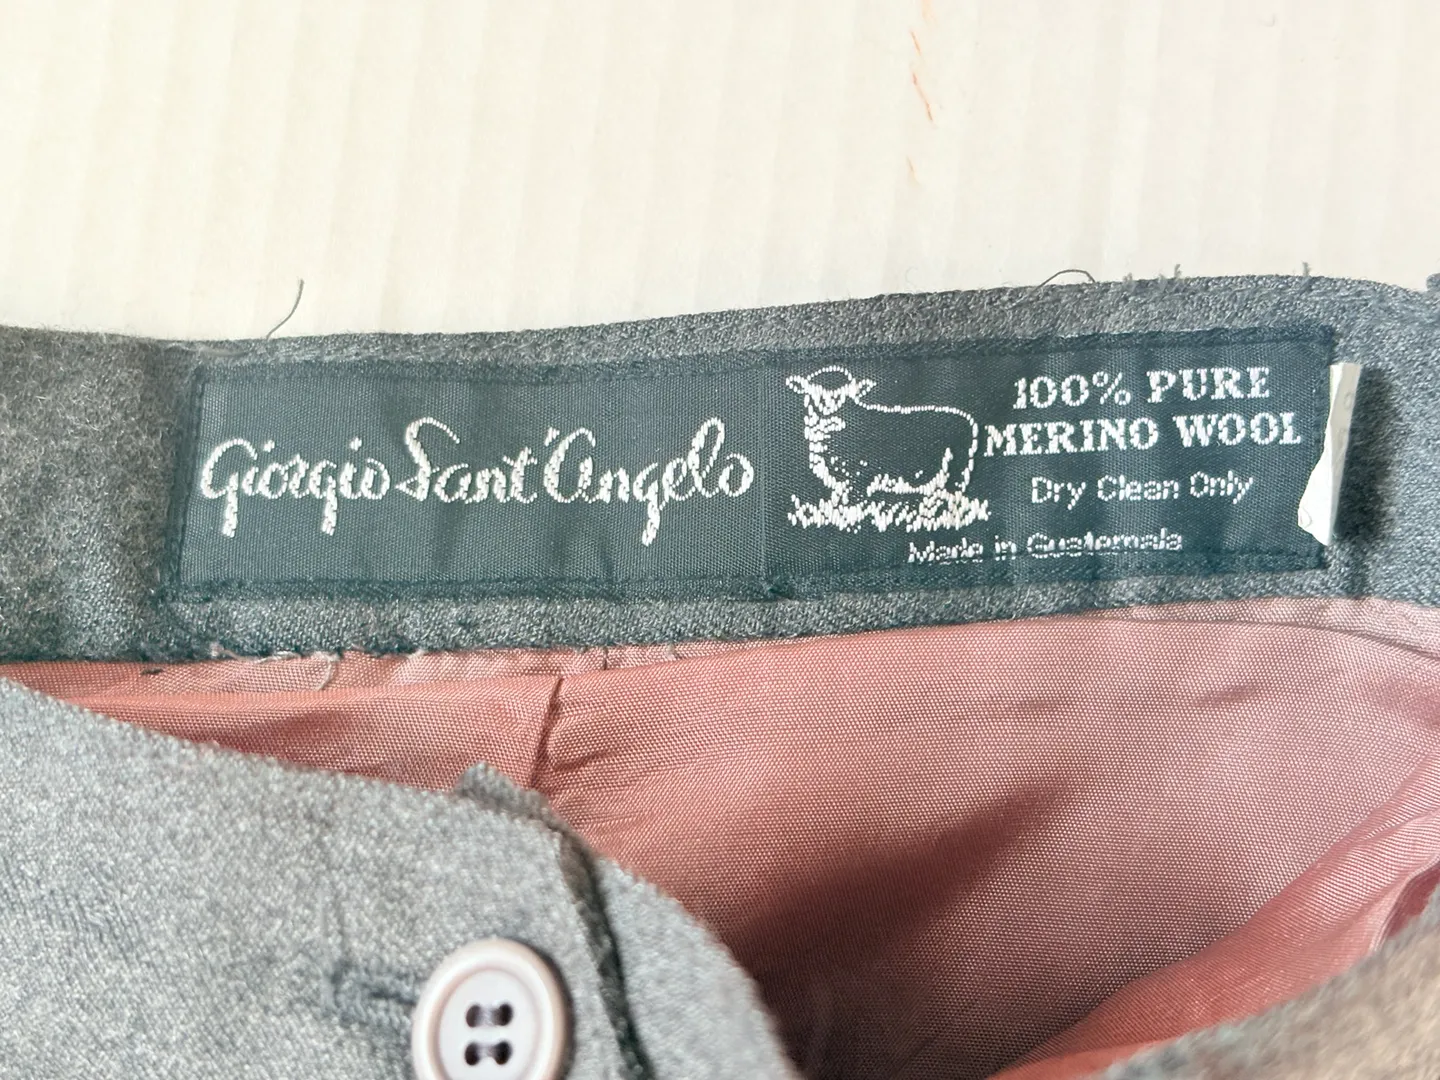 Giorgio Sant'Angelo
100% PURE
MERINO WOOL
Dry Clean Only
Made in Guatemala